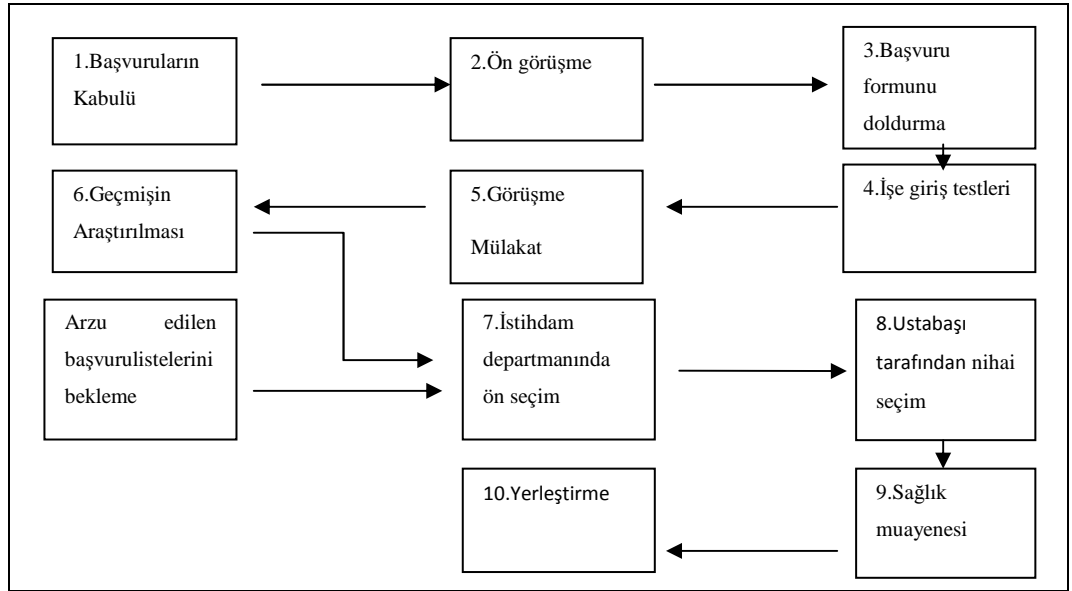 1.Başvuruların
Kabulü
2.Ön görüşme
3.Başvuru
formunu
doldurma
4.İşe giriş testleri
5.Görüşme
Mülakat
6.Geçmişin
Araştırılması
Arzu edilen
başvurulistelerini
bekleme
7.İstihdam
departmanında
ön seçim
8.Ustabaşı
tarafından nihai
seçim
9.Sağlık
muayenesi
10.Yerleştirme